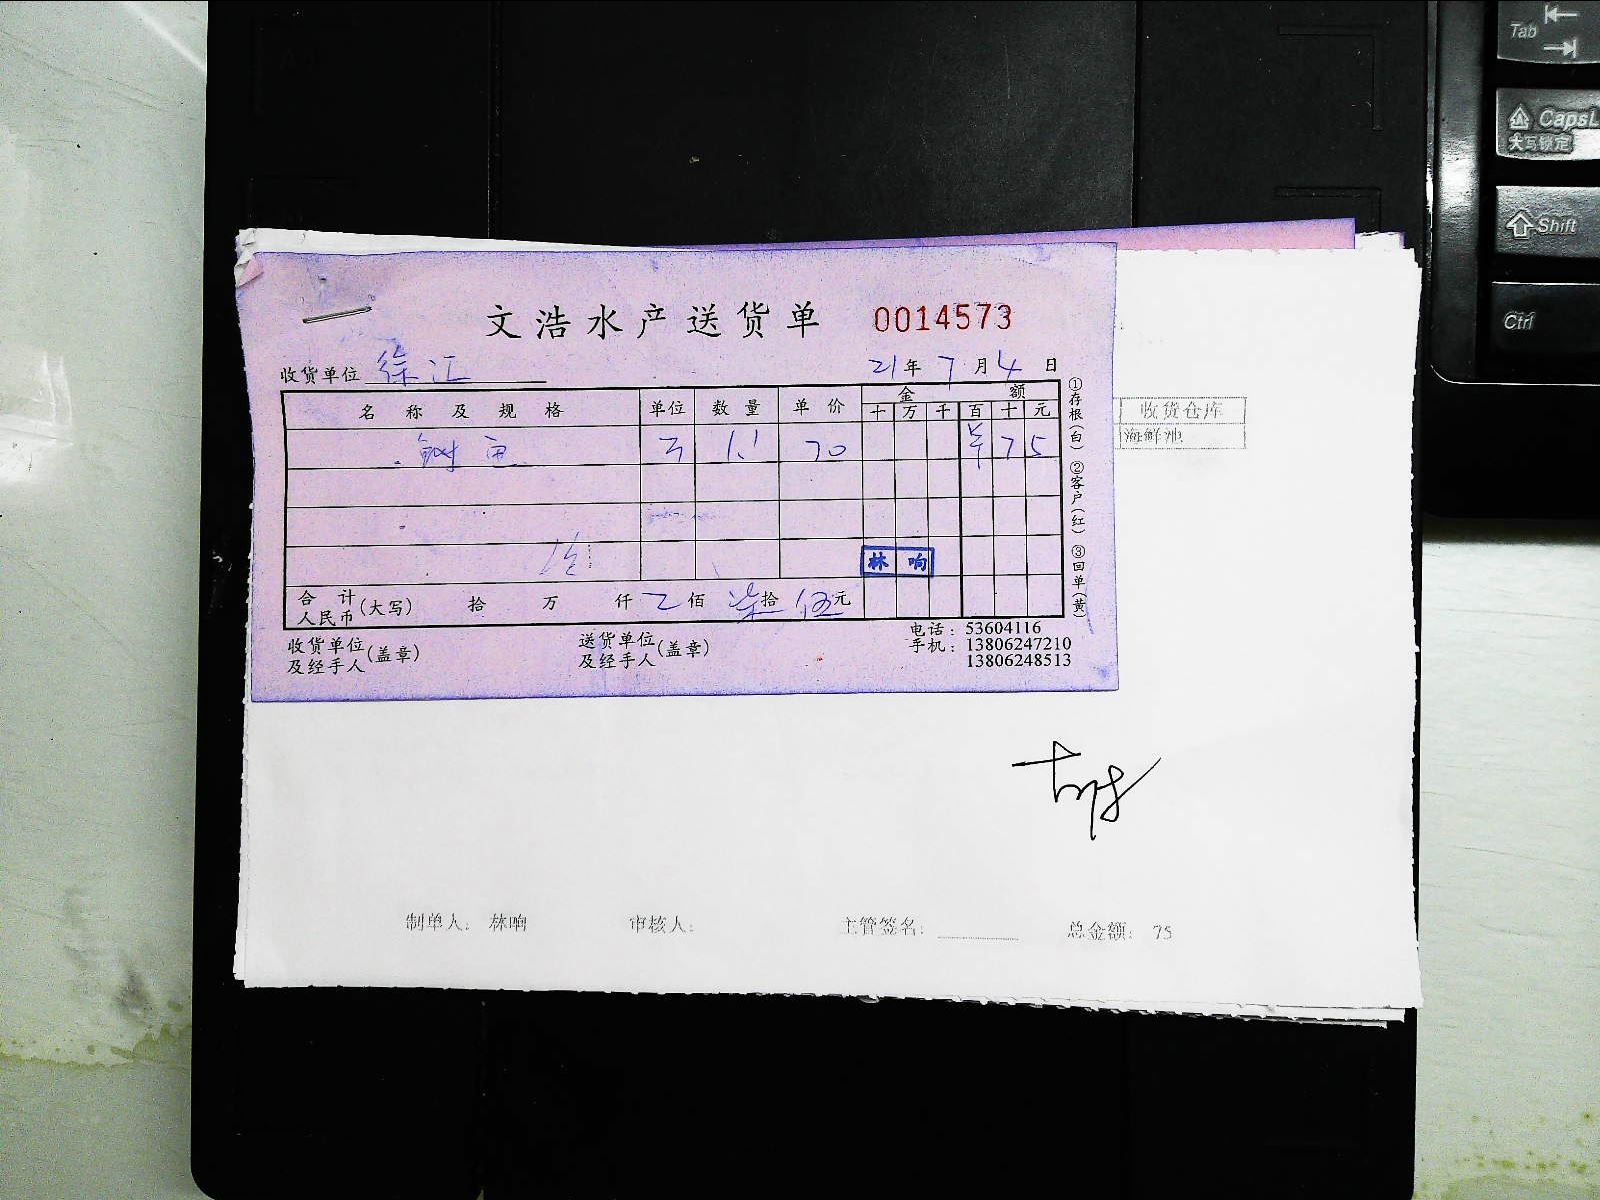 Tab
CapsL
大写锁定
Shift
Ctrl
文浩水产送货单 0014573
收货单位 徐汇 21年7月4日
名称及规格 单位 数量 单价 金额
十 万 千 百 十 元
鱼 1.1 70 ¥75
林响
合计
人民币(大写) 拾 万 仟 佰 柒拾伍元
收货单位
及经手人(盖章)
送货单位
及经手人(盖章)
电话:53604116
手机:13806247210
13806248513
①存根(白) ②客户(红) ③回单(黄)
收货仓库
海鲜池
制单人: 林响 审核人: 主管签名: 总金额: 75